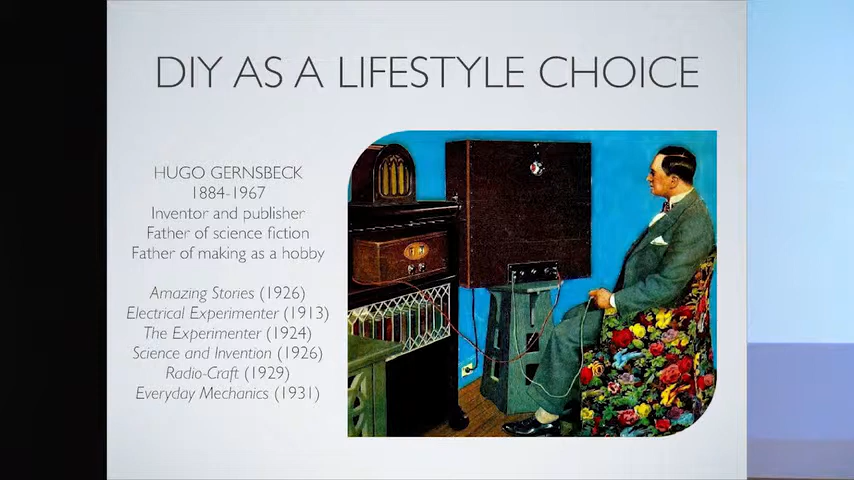 DIY AS A LIFESTYLE CHOICE
HUGO GERNSBECK
1884-1967
Inventor and publisher
Father of science fiction
Father of making as a hobby
Amazing Stories (1926)
Electrical Experimenter (1913)
The Experimenter (1924)
Science and Invention (1926)
Radio-Craft (1929)
Everyday Mechanics (1931)